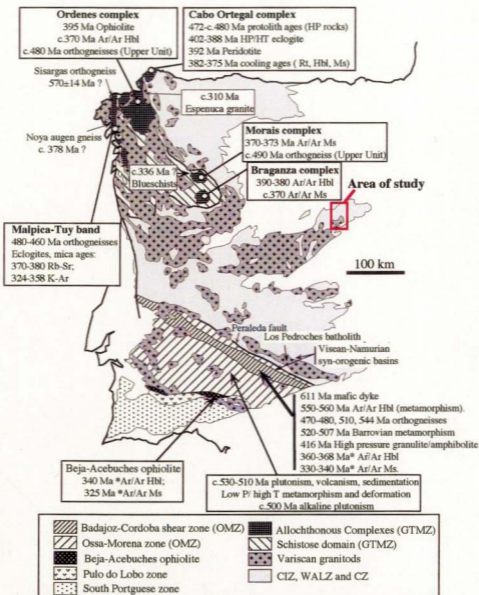 Ordenes complex
395 Ma Ophiolite
c.370 Ma Ar/Ar Hbl
c.480 Ma orthogneisses (Upper Unit)
Cabo Ortegal complex
472-c.480 Ma protolith ages (HP rocks)
402-388 Ma HP/HT eclogite
392 Ma Peridotite
382-375 Ma cooling ages ( Rt, Hbl, Ms)
Sisargas orthogneiss
570±14 Ma ?
c.310 Ma
Espenuca granite
Noya augen gneiss
c. 378 Ma ?
Morais complex
370-373 Ma Ar/Ar Ms
c.490 Ma orthogneiss (Upper Unit)
c.336 Ma ?
Blueschists
Braganza complex
390-380 Ar/Ar Hbl
c.370 Ar/Ar Ms
Area of study
Malpica-Tuy band
480-460 Ma orthogneisses
Eclogites, mica ages:
370-380 Rb-Sr;
324-358 K-Ar
100 km
Peraleda fault
Los Pedroches batholith
Visean-Namurian
syn-orogenic basins
611 Ma mafic dyke
550-560 Ma Ar/Ar Hbl (metamorphism).
470-480, 510, 544 Ma orthogneisses
520-507 Ma Barrovian metamorphism
416 Ma High pressure granulite/amphibolite
360-368 Ma* Ar/Ar Hbl
330-340 Ma* Ar/Ar Ms.
Beja-Acebuches ophiolite
340 Ma *Ar/Ar Hbl;
325 Ma *Ar/Ar Ms
c.530-510 Ma plutonism, volcanism, sedimentation
Low P/ high T metamorphism and deformation
c.500 Ma alkaline plutonism
Badajoz-Cordoba shear zone (OMZ)
Ossa-Morena zone (OMZ)
Beja-Acebuches ophiolite
Pulo do Lobo zone
South Portuguese zone
Allochthonous Complexes (GTMZ)
Schistose domain (GTMZ)
Variscan granitods
CIZ, WALZ and CZ